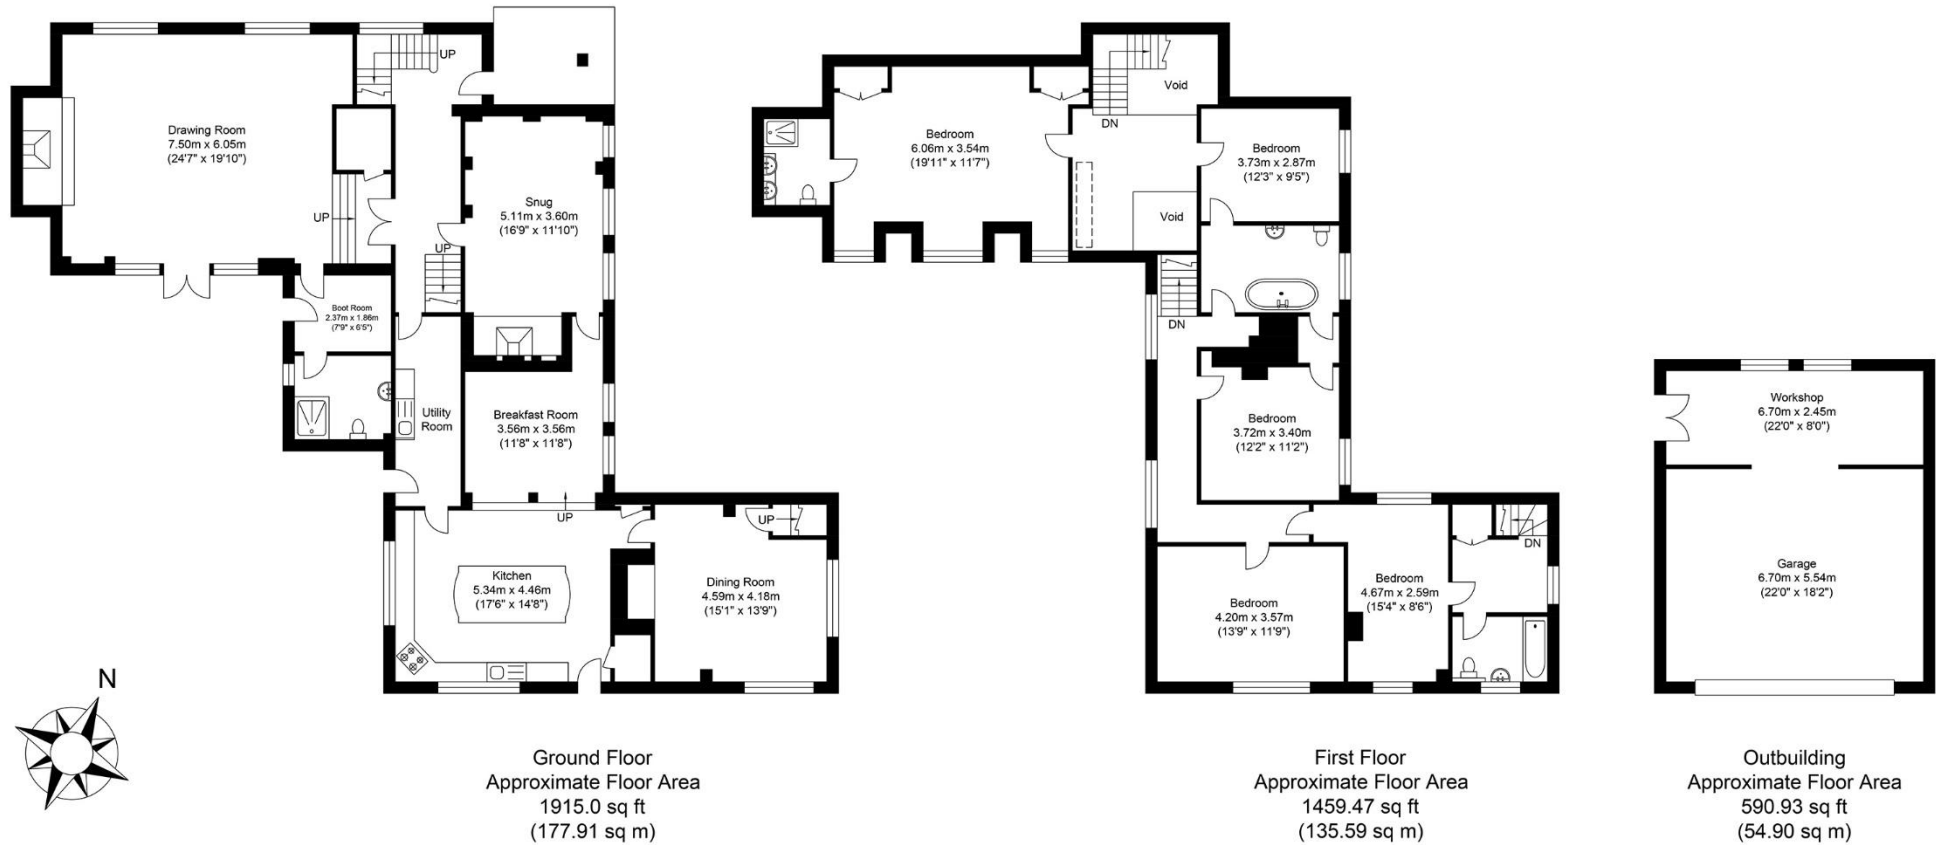 UP
Drawing Room
7.50m x 6.05m
(24'7" x 19'10")
UP
Snug
5.11m x 3.60m
(16'9" x 11'10")
UP
Boot Room
2.37m x 1.86m
(7'9" x 6'5")
Utility
Room
Breakfast Room
3.56m x 3.56m
(11'8" x 11'8")
UP
UP
Kitchen
5.34m x 4.46m
(17'6" x 14'8")
Dining Room
4.59m x 4.18m
(15'1" x 13'9")
N
Ground Floor
Approximate Floor Area
1915.0 sq ft
(177.91 sq m)
Void
DN
Bedroom
6.06m x 3.54m
(19'11" x 11'7")
Bedroom
3.73m x 2.87m
(12'3" x 9'5")
Void
DN
Bedroom
3.72m x 3.40m
(12'2" x 11'2")
DN
Bedroom
4.67m x 2.59m
(15'4" x 8'6")
Bedroom
4.20m x 3.57m
(13'9" x 11'9")
First Floor
Approximate Floor Area
1459.47 sq ft
(135.59 sq m)
Workshop
6.70m x 2.45m
(22'0" x 8'0")
Garage
6.70m x 5.54m
(22'0" x 18'2")
Outbuilding
Approximate Floor Area
590.93 sq ft
(54.90 sq m)